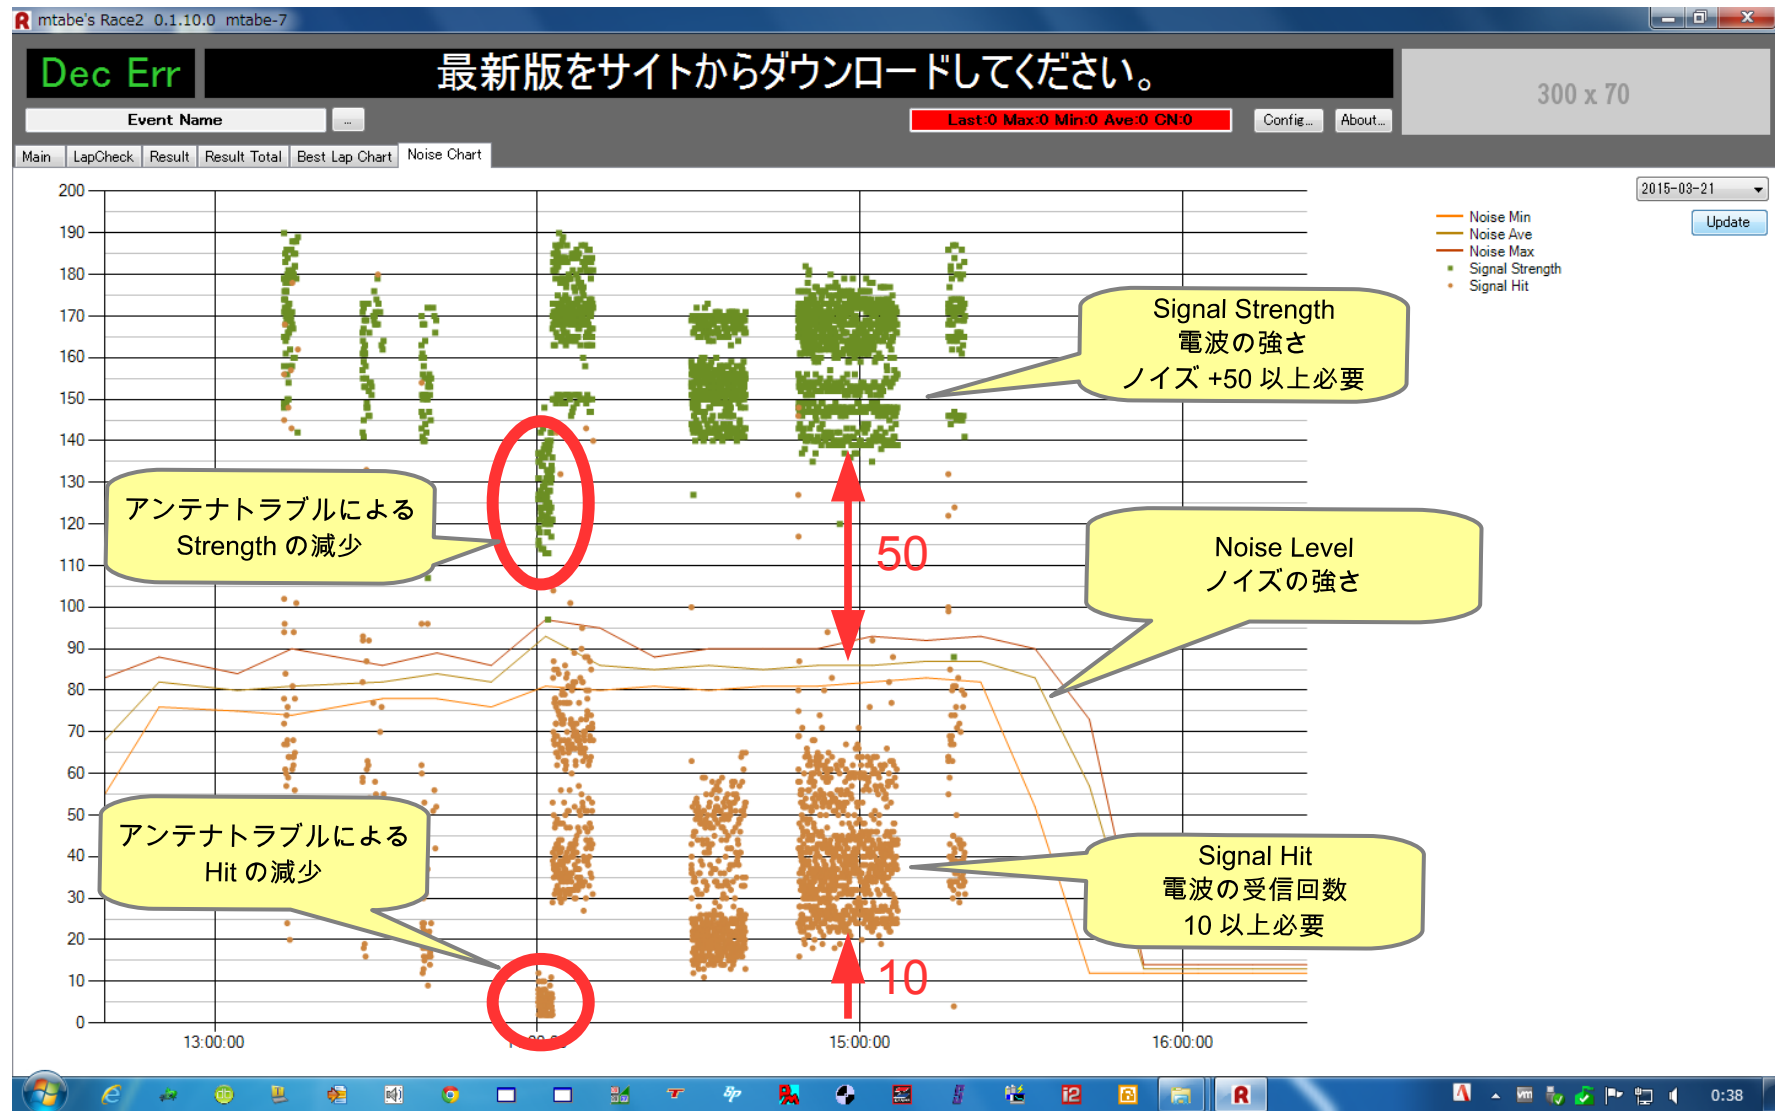 mtabe's Race2 0.1.10.0 mtabe-7
Dec Err
最新版をサイトからダウンロードしてください。
300 x 70
Event Name
...
Last:0 Max:0 Min:0 Ave:0 CN:0
Config...
About...
Main
LapCheck
Result
Result Total
Best Lap Chart
Noise Chart
2015-03-21
Update
Noise Min
Noise Ave
Noise Max
Signal Strength
Signal Hit
200
190
180
170
160
150
140
130
120
110
100
90
80
70
60
50
40
30
20
10
0
Signal Strength
電波の強さ
ノイズ +50 以上必要
アンテナトラブルによる
Strength の減少
50
Noise Level
ノイズの強さ
アンテナトラブルによる
Hit の減少
Signal Hit
電波の受信回数
10 以上必要
10
13:00:00
15:00:00
16:00:00
0:38